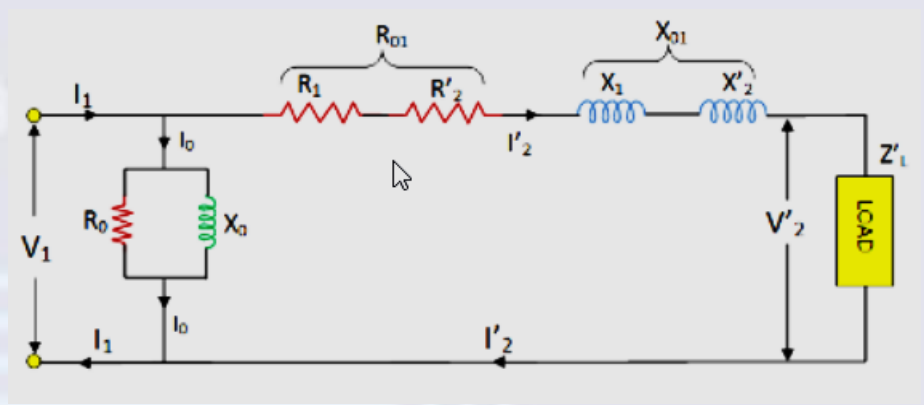 R₀₁
X₀₁
R₁
R'₂
X₁
X'₂
I₁
I₀
I'₂
Z'L
R₀
X₀
V₁
V'₂
LOAD
I₀
I₁
I'₂